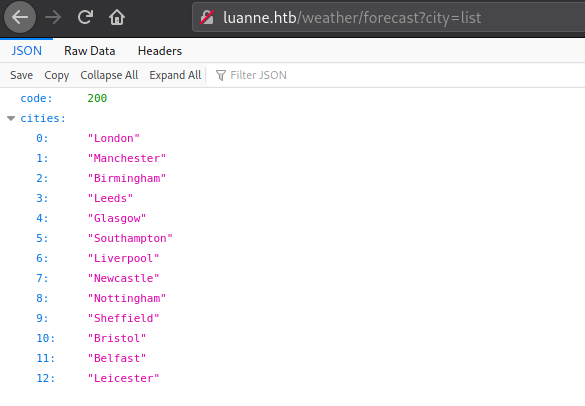 luanne.htb/weather/forecast?city=list
JSON Raw Data Headers
Save Copy Collapse All Expand All Filter JSON
code: 200
cities:
0: "London"
1: "Manchester"
2: "Birmingham"
3: "Leeds"
4: "Glasgow"
5: "Southampton"
6: "Liverpool"
7: "Newcastle"
8: "Nottingham"
9: "Sheffield"
10: "Bristol"
11: "Belfast"
12: "Leicester"